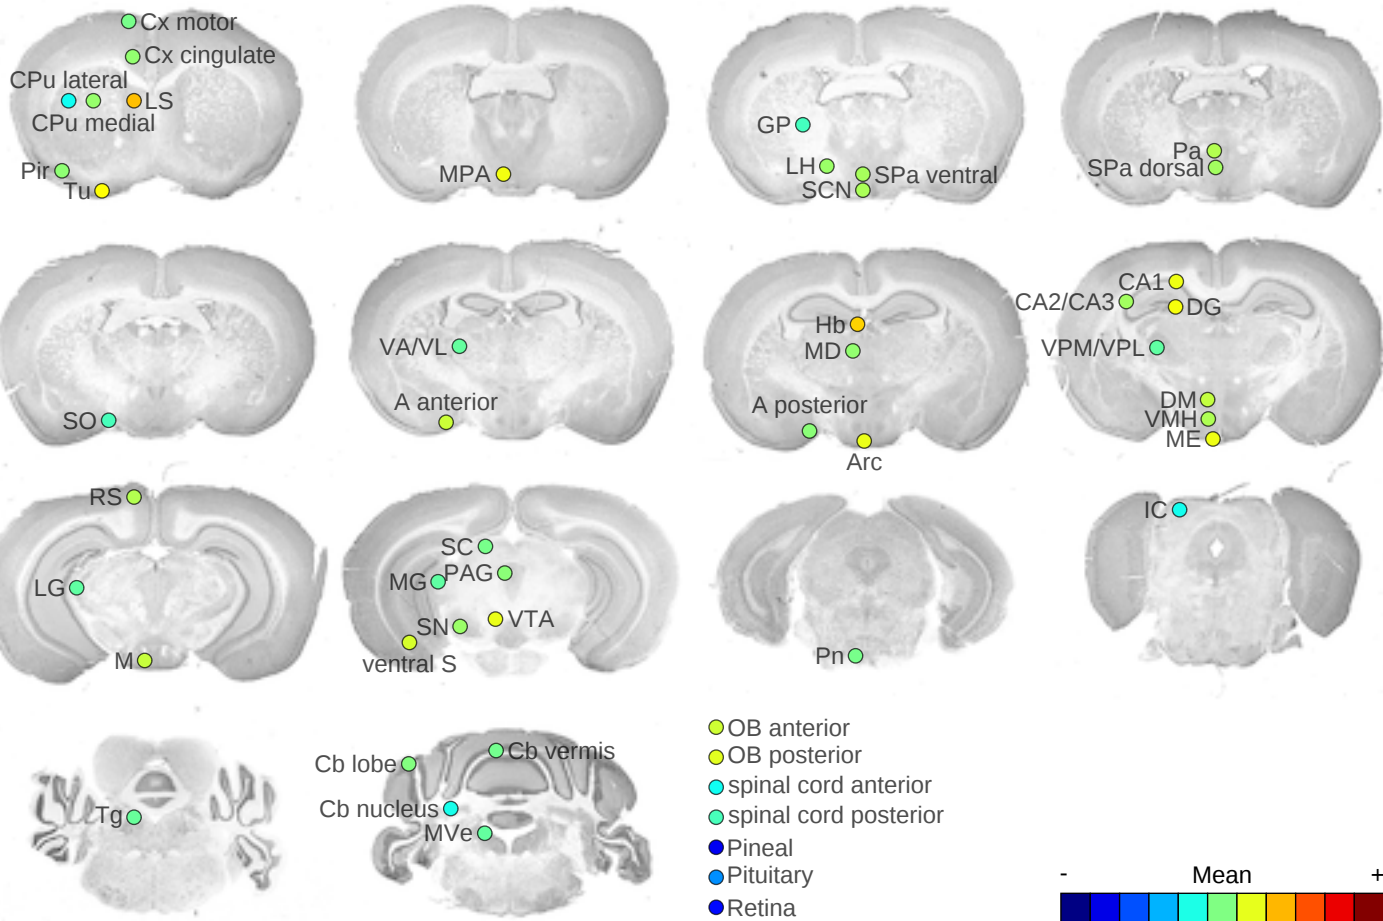 Cx motor
Cx cingulate
CPu lateral
LS
CPu medial
Pir
Tu
MPA
GP
LH
SPa ventral
SCN
Pa
SPa dorsal
SO
VA/VL
A anterior
Hb
MD
A posterior
Arc
CA1
CA2/CA3
DG
VPM/VPL
DM
VMH
ME
RS
LG
M
SC
MG
PAG
SN
VTA
ventral S
Pn
IC
Tg
Cb lobe
Cb vermis
Cb nucleus
MVe
OB anterior
OB posterior
spinal cord anterior
spinal cord posterior
Pineal
Pituitary
Retina
- Mean +